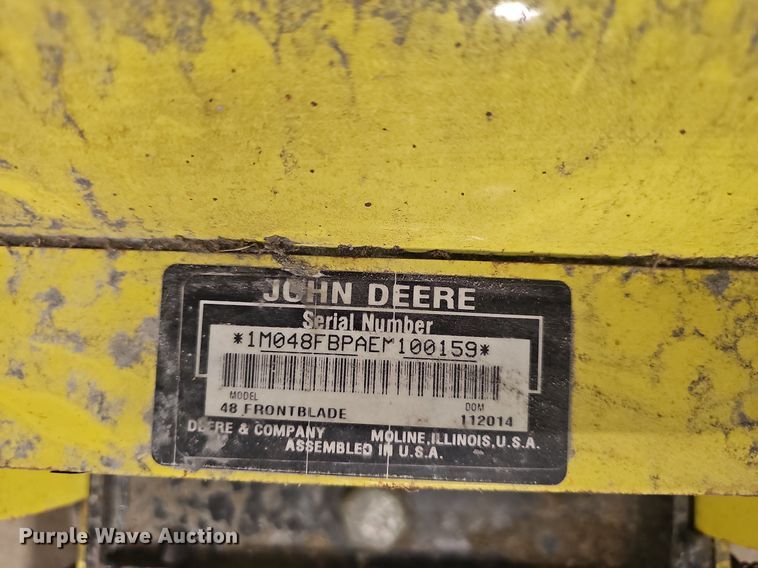 JOHN DEERE
Serial Number
*1M048FBPAEM100159*
MODEL DOM
48 FRONTBLADE 112014
DEERE & COMPANY MOLINE, ILLINOIS, U.S.A.
ASSEMBLED IN U.S.A.
Purple Wave Auction®